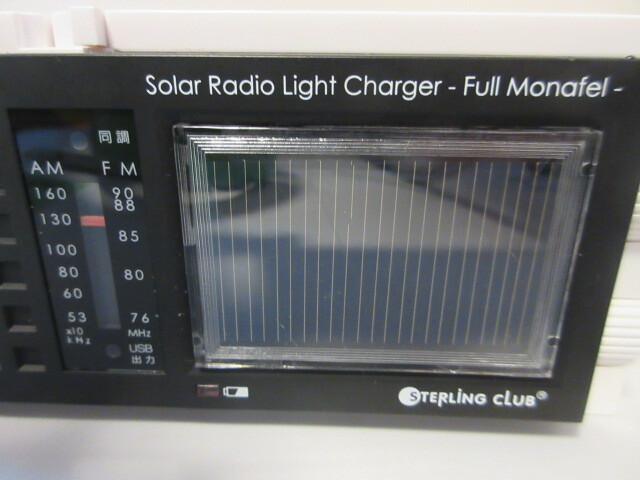 Solar Radio Light Charger - Full Monafel -
同調
AM FM
160 90
88
130
85
100
80 80
60
53 76
x10 kHz MHz
USB
出力
STERLING CLUB